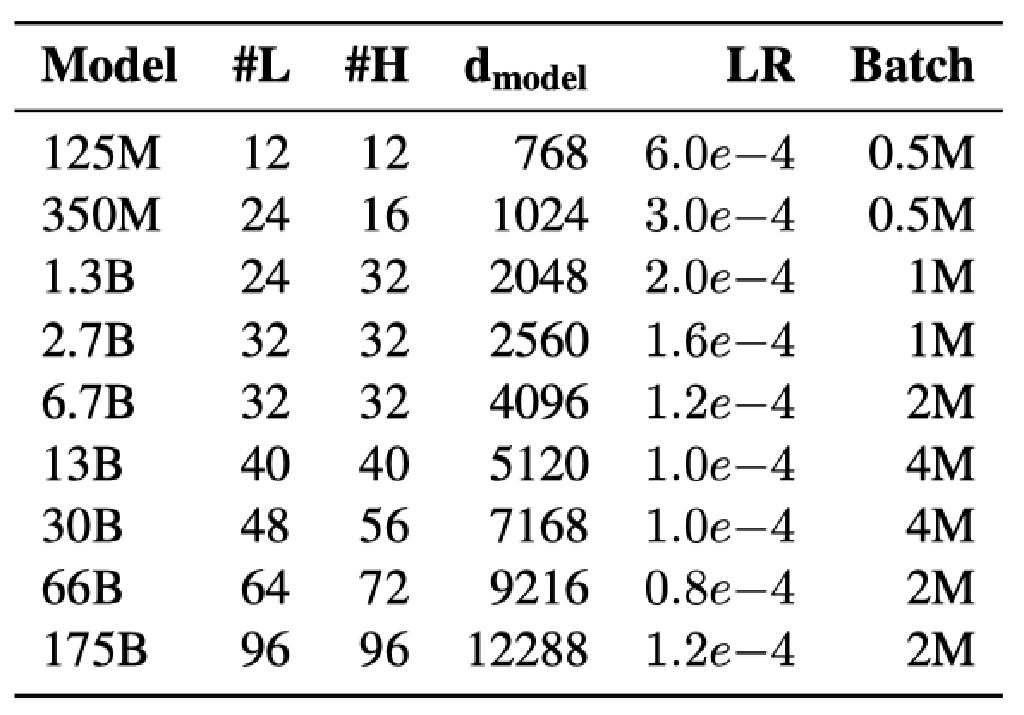 Model #L #H dmodel LR Batch
125M 12 12 768 6.0e−4 0.5M
350M 24 16 1024 3.0e−4 0.5M
1.3B 24 32 2048 2.0e−4 1M
2.7B 32 32 2560 1.6e−4 1M
6.7B 32 32 4096 1.2e−4 2M
13B 40 40 5120 1.0e−4 4M
30B 48 56 7168 1.0e−4 4M
66B 64 72 9216 0.8e−4 2M
175B 96 96 12288 1.2e−4 2M